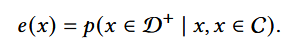 e(x) = p(x ∈ 𝒟⁺ | x, x ∈ 𝒞).